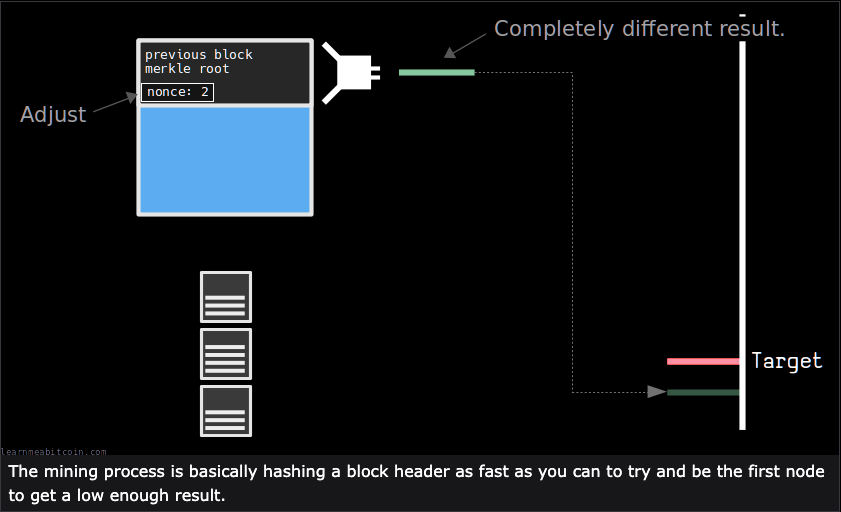 Completely different result.
previous block
merkle root
nonce: 2
Adjust
Target
learnmeabitcoin.com
The mining process is basically hashing a block header as fast as you can to try and be the first node
to get a low enough result.